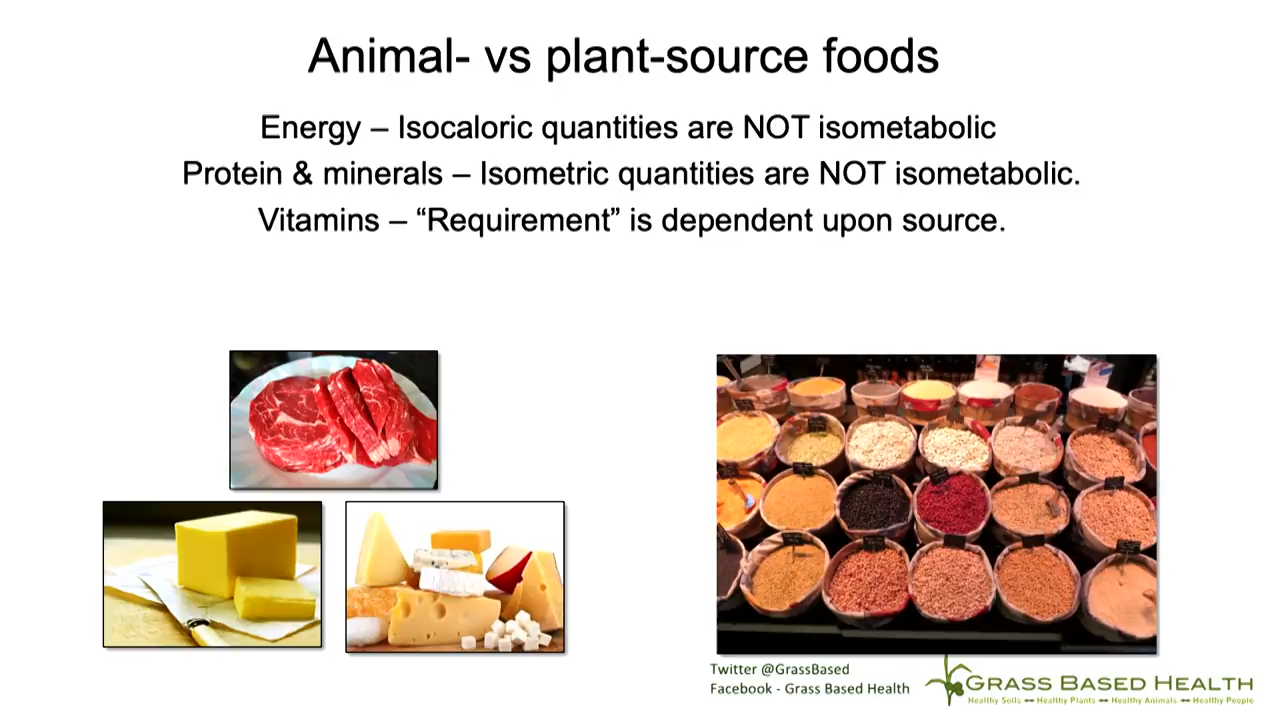 Animal- vs plant-source foods
Energy – Isocaloric quantities are NOT isometabolic
Protein & minerals – Isometric quantities are NOT isometabolic.
Vitamins – “Requirement” is dependent upon source.
Twitter @GrassBased
Facebook - Grass Based Health
GRASS BASED HEALTH
Healthy Soils ↔ Healthy Plants ↔ Healthy Animals ↔ Healthy People